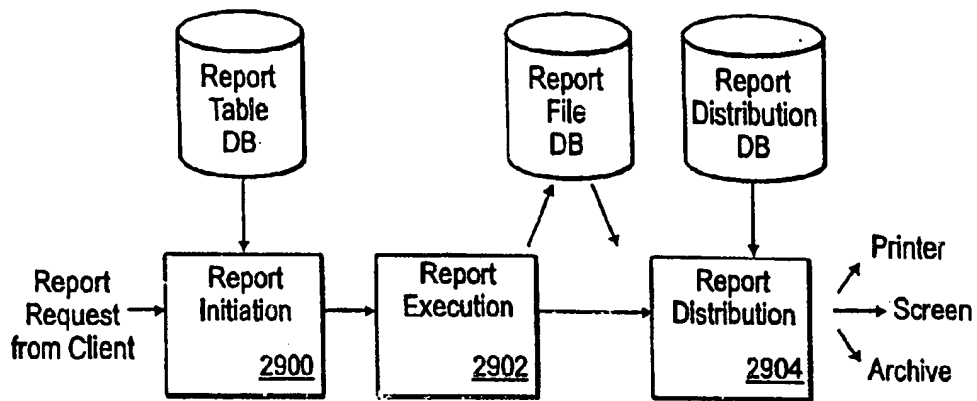 Report
Table
DB
Report
File
DB
Report
Distribution
DB
Report
Request
from Client
Report
Initiation
2900
Report
Execution
2902
Report
Distribution
2904
Printer
Screen
Archive